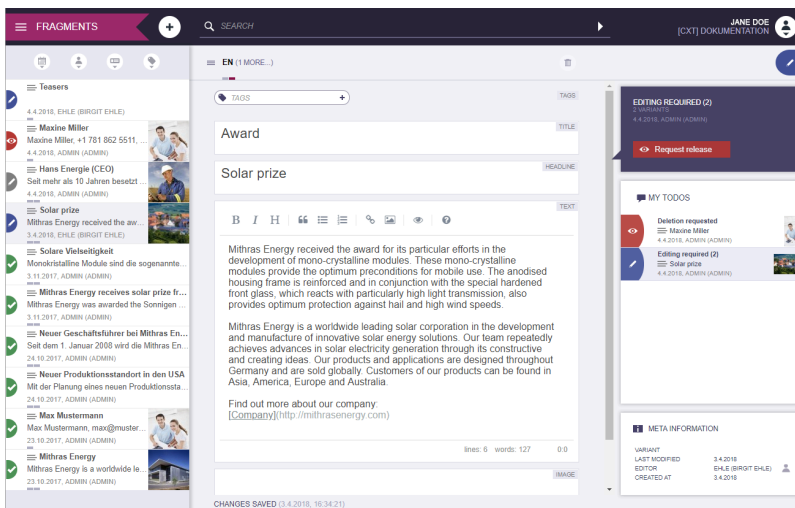 FRAGMENTS
+
SEARCH
JANE DOE
[CXT] DOKUMENTATION
EN (1 MORE...)
Teasers
4.4.2018, EHLE (BIRGIT EHLE)
Maxine Miller
Maxine Miller, +1 781 862 5511, ...
4.4.2018, ADMIN (ADMIN)
Hans Energie (CEO)
Seit mehr als 10 Jahren besetzt ...
4.4.2018, ADMIN (ADMIN)
Solar prize
Mithras Energy received the aw...
3.4.2018, EHLE (BIRGIT EHLE)
Solare Vielseitigkeit
Monokristalline Module sind die sogenannte...
3.11.2017, ADMIN (ADMIN)
Mithras Energy receives solar prize fr...
Mithras Energy was awarded the Sonnigen ...
3.11.2017, ADMIN (ADMIN)
Neuer Geschäftsführer bei Mithras En...
Seit dem 1. Januar 2008 wird die Mithras En...
24.10.2017, ADMIN (ADMIN)
Neuer Produktionsstandort in den USA
Mit der Planung eines neuen Produktionssta...
24.10.2017, ADMIN (ADMIN)
Max Mustermann
Max Mustermann, max@muster...
23.10.2017, ADMIN (ADMIN)
Mithras Energy
Mithras Energy is a worldwide le...
23.10.2017, ADMIN (ADMIN)
TAGS
+
TAGS
Award
TITLE
Solar prize
HEADLINE
TEXT
B I H
Mithras Energy received the award for its particular efforts in the
development of mono-crystalline modules. These mono-crystalline
modules provide the optimum preconditions for mobile use. The anodised
housing frame is reinforced and in conjunction with the special hardened
front glass, which reacts with particularly high light transmission, also
provides optimum protection against hail and high wind speeds.
Mithras Energy is a worldwide leading solar corporation in the development
and manufacture of innovative solar energy solutions. Our team repeatedly
achieves advances in solar electricity generation through its constructive
and creating ideas. Our products and applications are designed throughout
Germany and are sold globally. Customers of our products can be found in
Asia, America, Europe and Australia.
Find out more about our company:
[Company](http://mithrasenergy.com)
lines: 6 words: 127 0:0
IMAGE
CHANGES SAVED (3.4.2018, 16:34:21)
EDITING REQUIRED (2)
2 VARIANTS
4.4.2018, ADMIN (ADMIN)
Request release
MY TODOS
Deletion requested
Maxine Miller
4.4.2018, ADMIN (ADMIN)
Editing required (2)
Solar prize
4.4.2018, ADMIN (ADMIN)
META INFORMATION
VARIANT
LAST MODIFIED 3.4.2018
EDITOR EHLE (BIRGIT EHLE)
CREATED AT 3.4.2018